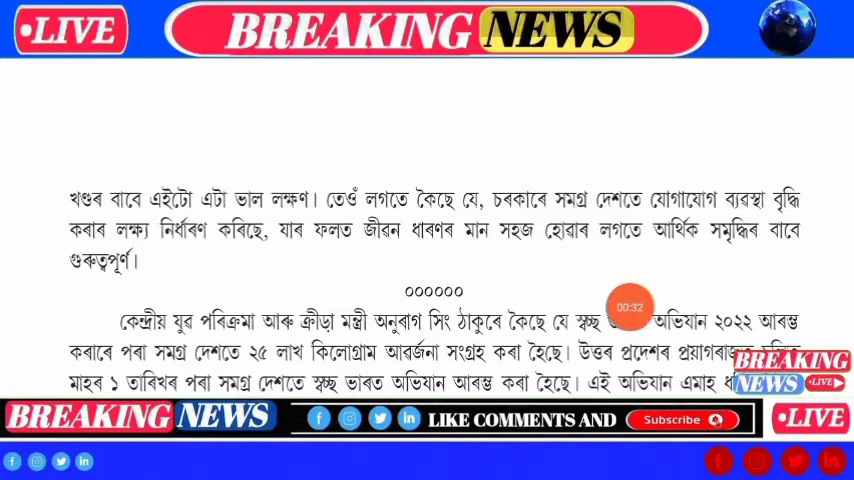 LIVE BREAKING NEWS
খণ্ডৰ বাবে এইটো এটা ভাল লক্ষণ। তেওঁ লগতে কৈছে যে, চৰকাৰে সমগ্ৰ দেশতে যোগাযোগ ব্যৱস্থা বৃদ্ধি
কৰাৰ লক্ষ্য নিৰ্ধাৰণ কৰিছে, যাৰ ফলত জীৱন ধাৰণৰ মান সহজ হোৱাৰ লগতে আৰ্থিক সমৃদ্ধিৰ বাবে
গুৰুত্বপূৰ্ণ।
০০০০০০
00:32
কেন্দ্ৰীয় যুৱ পৰিক্ৰমা আৰু ক্ৰীড়া মন্ত্ৰী অনুৰাগ সিং ঠাকুৰে কৈছে যে স্বচ্ছ অভিযান ২০২২ আৰম্ভ
কৰাৰে পৰা সমগ্ৰ দেশতে ২৫ লাখ কিলোগ্ৰাম আৱৰ্জনা সংগ্ৰহ কৰা হৈছে। উত্তৰ প্ৰদেশৰ
BREAKING
NEWS LIVE
মাহৰ ১ তাৰিখৰ পৰা সমগ্ৰ দেশতে স্বচ্ছ ভাৰত অভিযান আৰম্ভ কৰা হৈছে। এই অভিযান এমাহ
BREAKING NEWS LIKE COMMENTS AND Subscribe LIVE